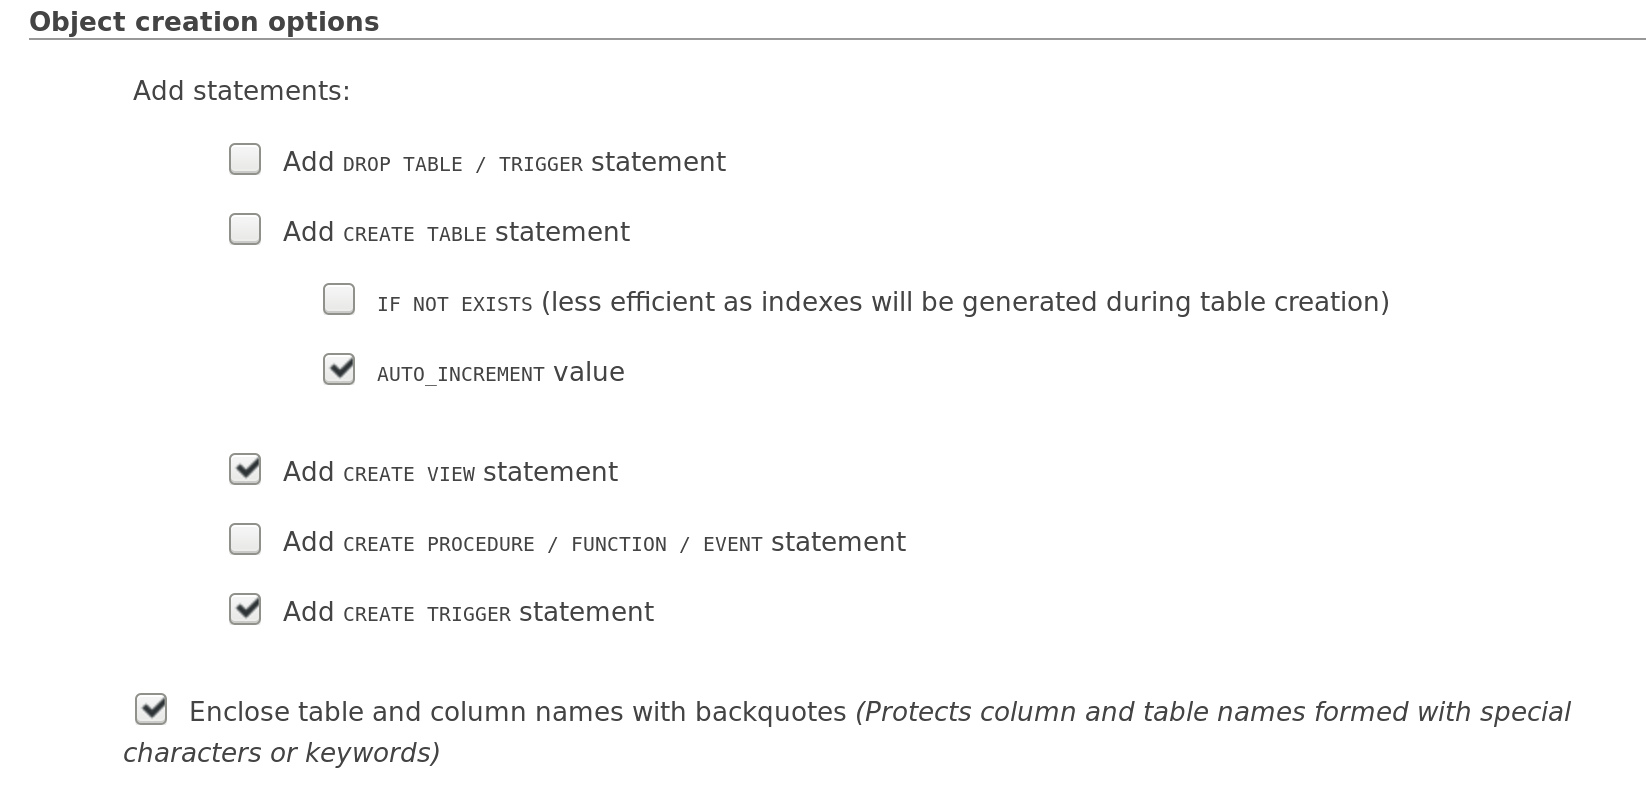 Object creation options
Add statements:
Add DROP TABLE / TRIGGER statement
Add CREATE TABLE statement
IF NOT EXISTS (less efficient as indexes will be generated during table creation)
AUTO_INCREMENT value
Add CREATE VIEW statement
Add CREATE PROCEDURE / FUNCTION / EVENT statement
Add CREATE TRIGGER statement
Enclose table and column names with backquotes (Protects column and table names formed with special
characters or keywords)